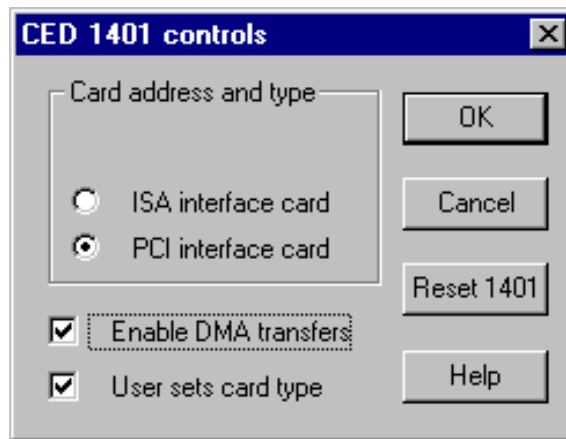 CED 1401 controls
Card address and type
ISA interface card
PCI interface card
Enable DMA transfers
User sets card type
OK
Cancel
Reset 1401
Help